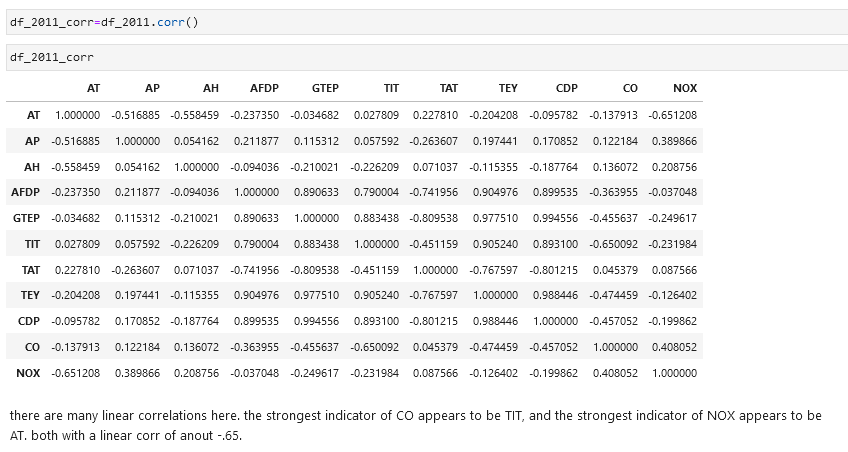 df_2011_corr=df_2011.corr()
df_2011_corr
AT AP AH AFDP GTEP TIT TAT TEY CDP CO NOX
AT 1.000000 -0.516885 -0.558459 -0.237350 -0.034682 0.027809 0.227810 -0.204208 -0.095782 -0.137913 -0.651208
AP -0.516885 1.000000 0.054162 0.211877 0.115312 0.057592 -0.263607 0.197441 0.170852 0.122184 0.389866
AH -0.558459 0.054162 1.000000 -0.094036 -0.210021 -0.226209 0.071037 -0.115355 -0.187764 0.136072 0.208756
AFDP -0.237350 0.211877 -0.094036 1.000000 0.890633 0.790004 -0.741956 0.904976 0.899535 -0.363955 -0.037048
GTEP -0.034682 0.115312 -0.210021 0.890633 1.000000 0.883438 -0.809538 0.977510 0.994556 -0.455637 -0.249617
TIT 0.027809 0.057592 -0.226209 0.790004 0.883438 1.000000 -0.451159 0.905240 0.893100 -0.650092 -0.231984
TAT 0.227810 -0.263607 0.071037 -0.741956 -0.809538 -0.451159 1.000000 -0.767597 -0.801215 0.045379 0.087566
TEY -0.204208 0.197441 -0.115355 0.904976 0.977510 0.905240 -0.767597 1.000000 0.988446 -0.474459 -0.126402
CDP -0.095782 0.170852 -0.187764 0.899535 0.994556 0.893100 -0.801215 0.988446 1.000000 -0.457052 -0.199862
CO -0.137913 0.122184 0.136072 -0.363955 -0.455637 -0.650092 0.045379 -0.474459 -0.457052 1.000000 0.408052
NOX -0.651208 0.389866 0.208756 -0.037048 -0.249617 -0.231984 0.087566 -0.126402 -0.199862 0.408052 1.000000
there are many linear correlations here. the strongest indicator of CO appears to be TIT, and the strongest indicator of NOX appears to be
AT. both with a linear corr of anout -.65.